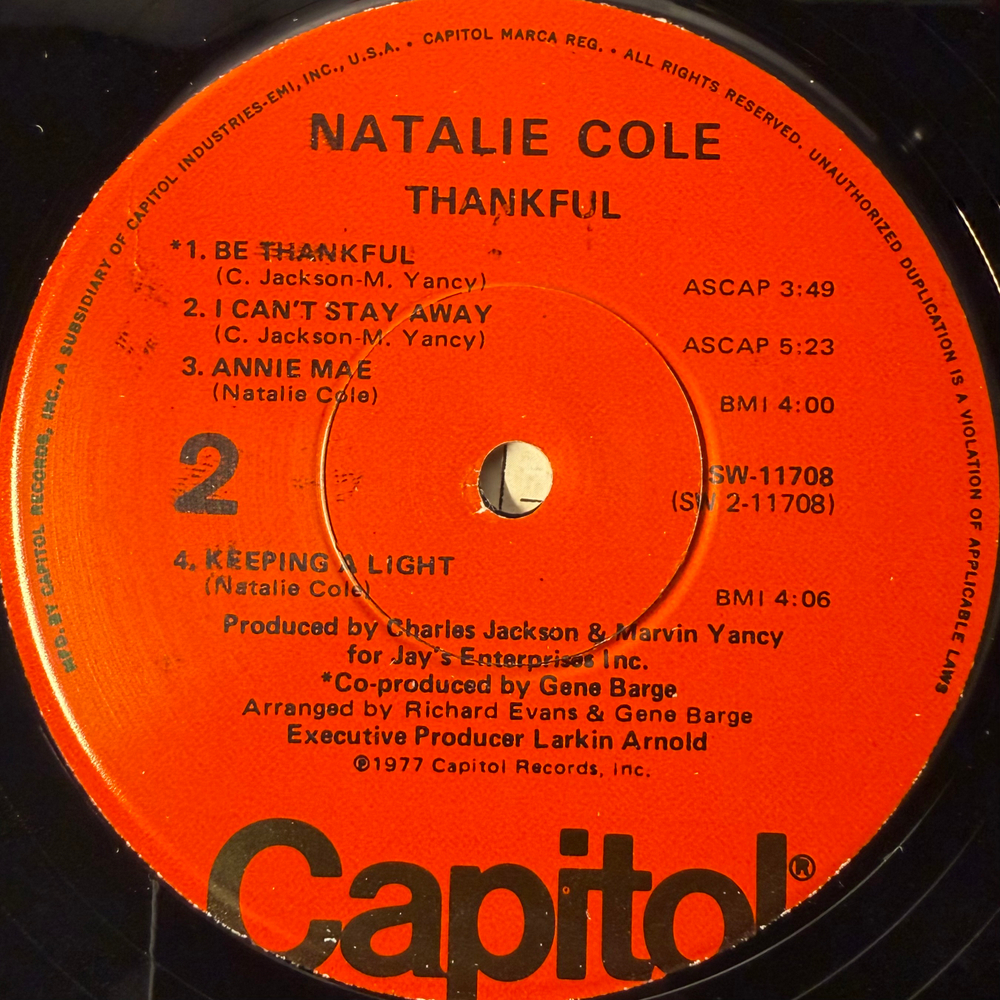 MFD. BY CAPITOL RECORDS, INC., A SUBSIDIARY OF CAPITOL INDUSTRIES-EMI, INC., U.S.A. • CAPITOL MARCA REG. • ALL RIGHTS RESERVED. UNAUTHORIZED DUPLICATION IS A VIOLATION OF APPLICABLE LAWS
NATALIE COLE
THANKFUL
*1. BE THANKFUL
(C. Jackson-M. Yancy) ASCAP 3:49
2. I CAN'T STAY AWAY
(C. Jackson-M. Yancy) ASCAP 5:23
3. ANNIE MAE
(Natalie Cole) BMI 4:00
2 SW-11708
(SW 2-11708)
4. KEEPING A LIGHT
(Natalie Cole) BMI 4:06
Produced by Charles Jackson & Marvin Yancy
for Jay's Enterprises Inc.
*Co-produced by Gene Barge
Arranged by Richard Evans & Gene Barge
Executive Producer Larkin Arnold
℗1977 Capitol Records, Inc.
Capitol®